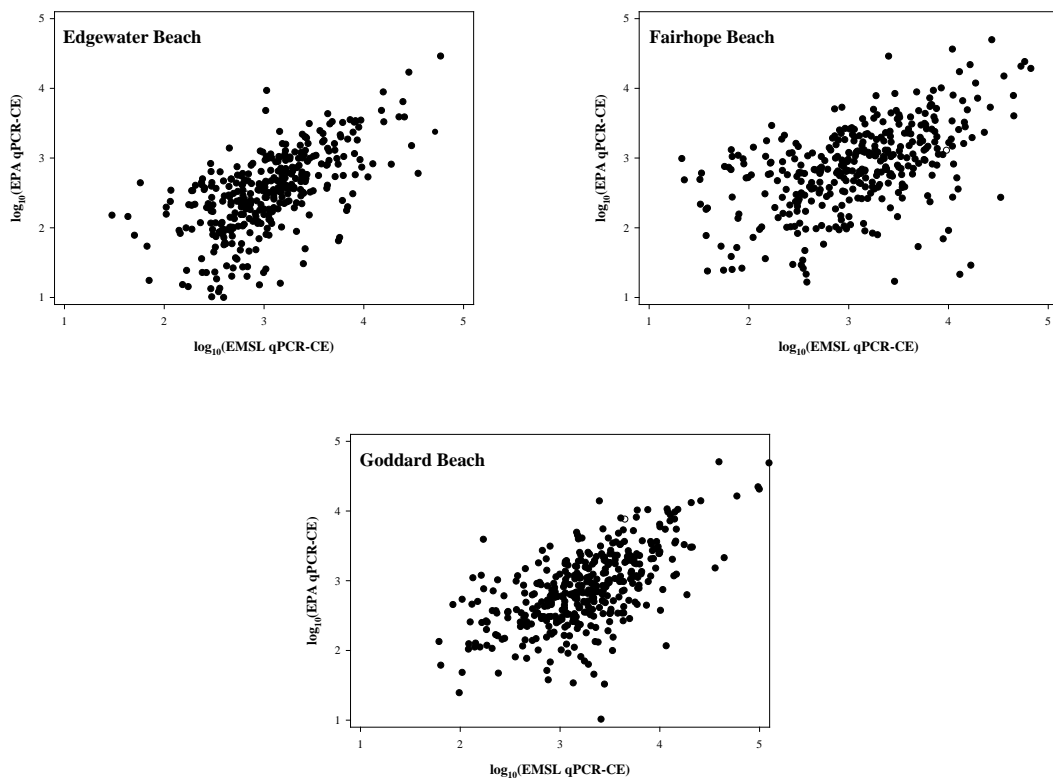 Edgewater Beach
5
4
3
2
1
log10(EPA qPCR-CE)
1 2 3 4 5
log10(EMSL qPCR-CE)
Fairhope Beach
5
4
3
2
1
log10(EPA qPCR-CE)
1 2 3 4 5
log10(EMSL qPCR-CE)
Goddard Beach
5
4
3
2
1
log10(EPA qPCR-CE)
1 2 3 4 5
log10(EMSL qPCR-CE)